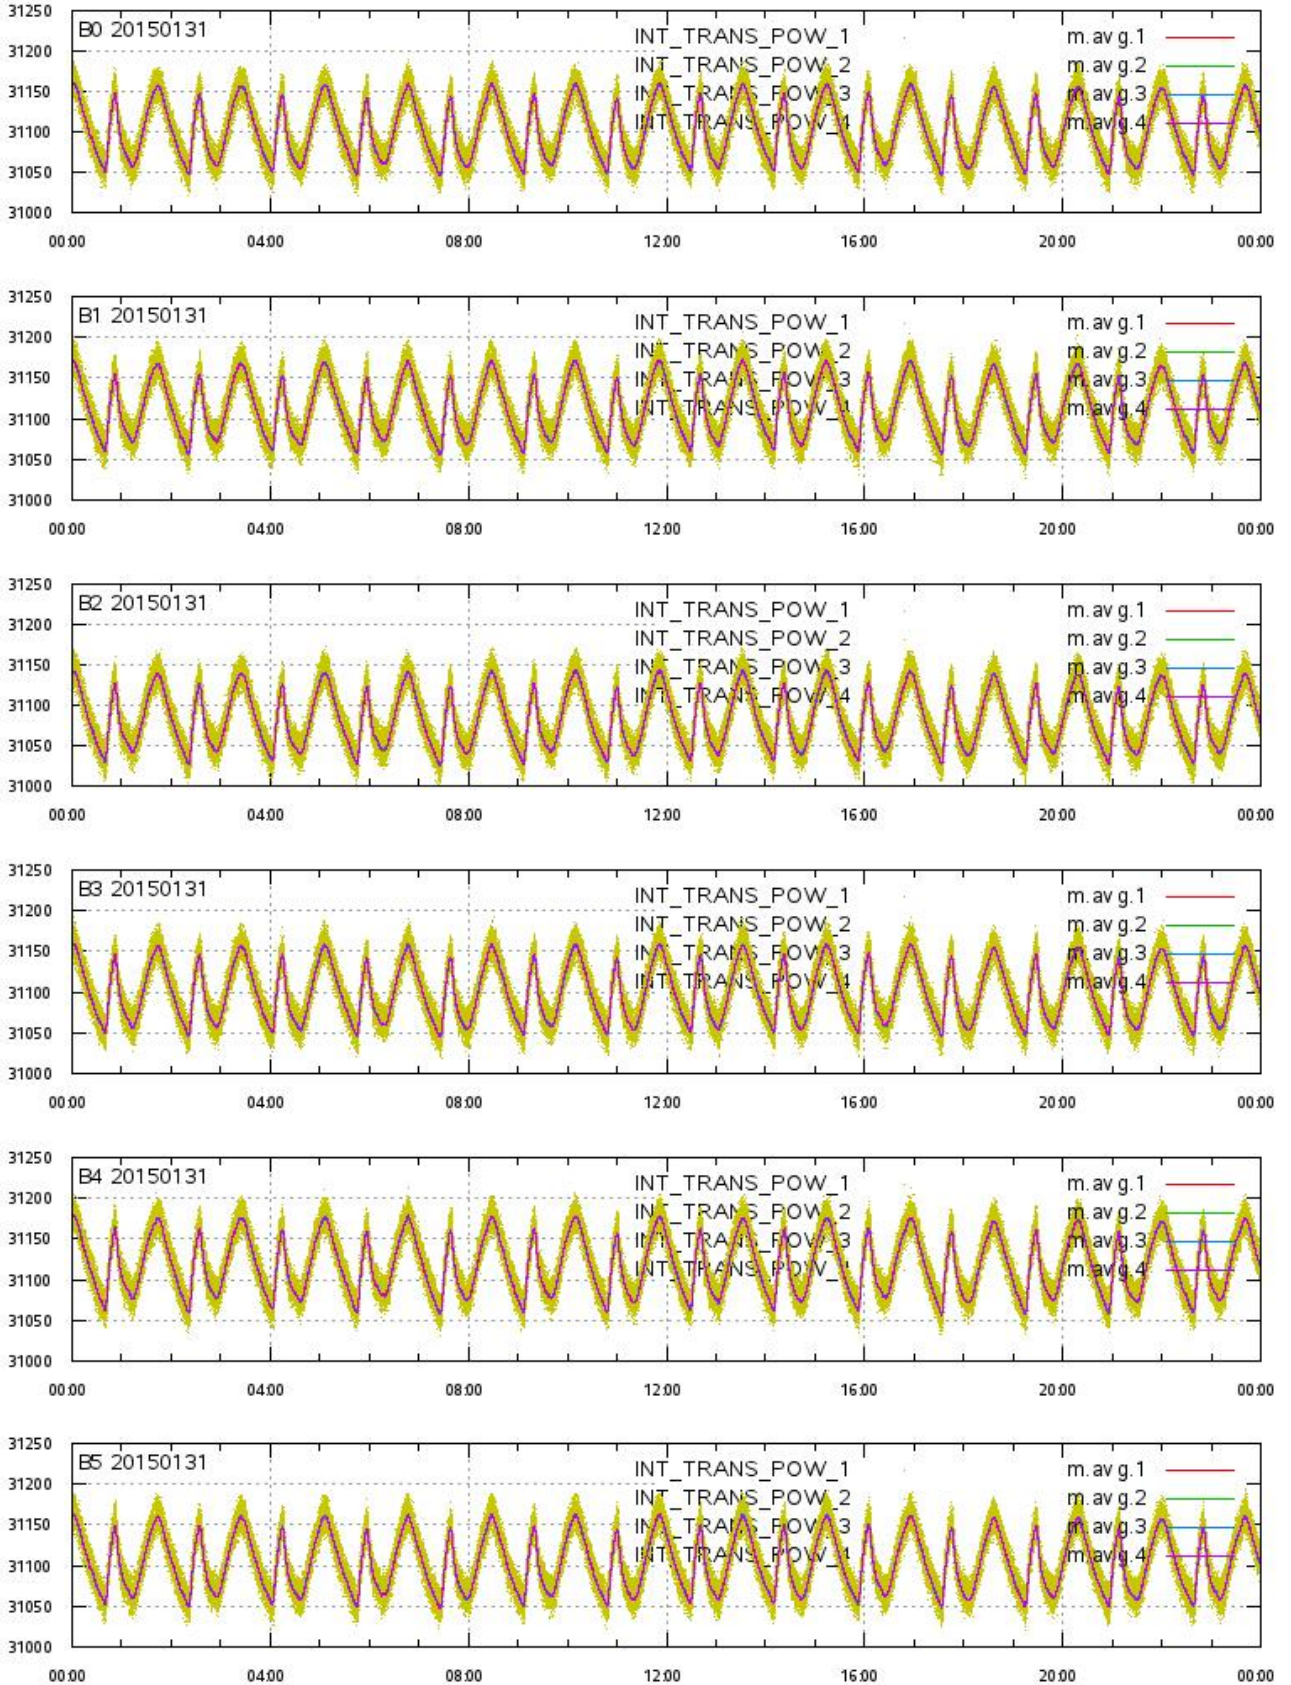 31250
B0 20150131 INT_TRANS_POW_1 m.avg.1
31200
INT_TRANS_POW_2 m.avg.2
31150
INT_TRANS_POW_3 m.avg.3
31100
INT_TRANS_POW_4 m.avg.4
31050
31000
00:00 04:00 08:00 12:00 16:00 20:00 00:00
31250
B1 20150131 INT_TRANS_POW_1 m.avg.1
31200
INT_TRANS_POW_2 m.avg.2
31150
INT_TRANS_POW_3 m.avg.3
31100
INT_TRANS_POW_4 m.avg.4
31050
31000
00:00 04:00 08:00 12:00 16:00 20:00 00:00
31250
B2 20150131 INT_TRANS_POW_1 m.avg.1
31200
INT_TRANS_POW_2 m.avg.2
31150
INT_TRANS_POW_3 m.avg.3
31100
INT_TRANS_POW_4 m.avg.4
31050
31000
00:00 04:00 08:00 12:00 16:00 20:00 00:00
31250
B3 20150131 INT_TRANS_POW_1 m.avg.1
31200
INT_TRANS_POW_2 m.avg.2
31150
INT_TRANS_POW_3 m.avg.3
31100
INT_TRANS_POW_4 m.avg.4
31050
31000
00:00 04:00 08:00 12:00 16:00 20:00 00:00
31250
B4 20150131 INT_TRANS_POW_1 m.avg.1
31200
INT_TRANS_POW_2 m.avg.2
31150
INT_TRANS_POW_3 m.avg.3
31100
INT_TRANS_POW_4 m.avg.4
31050
31000
00:00 04:00 08:00 12:00 16:00 20:00 00:00
31250
B5 20150131 INT_TRANS_POW_1 m.avg.1
31200
INT_TRANS_POW_2 m.avg.2
31150
INT_TRANS_POW_3 m.avg.3
31100
INT_TRANS_POW_4 m.avg.4
31050
31000
00:00 04:00 08:00 12:00 16:00 20:00 00:00